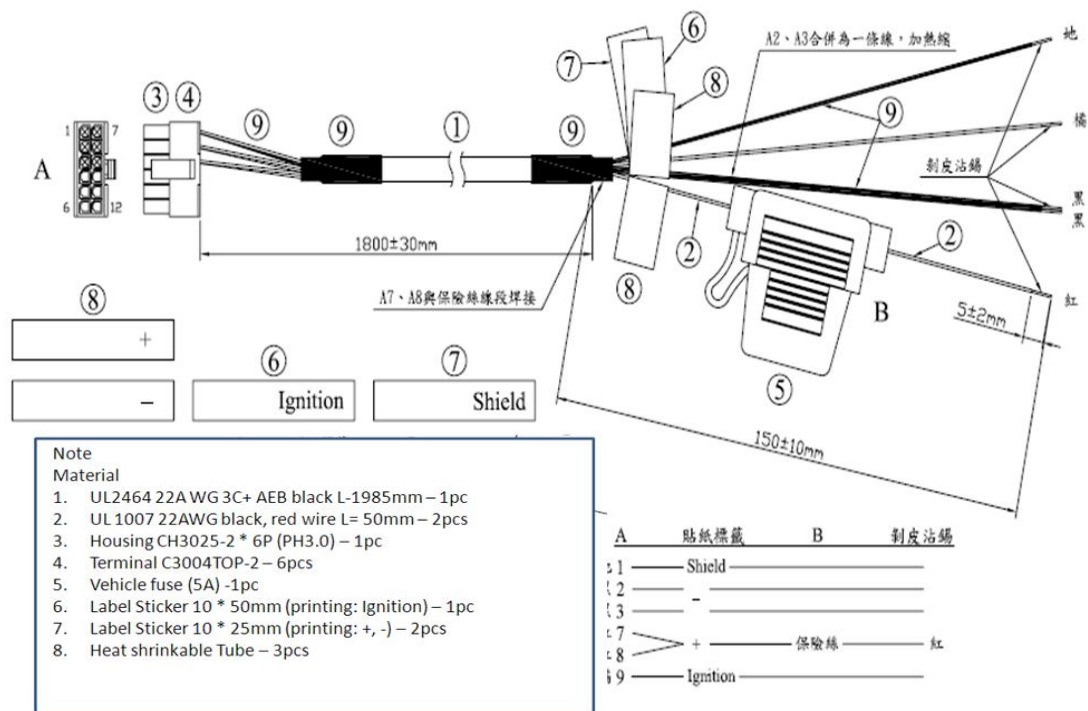 ⑥
A2、A3合併為一條線，加熱縮
地
⑦
⑧
③ ④
⑨
⑨
①
⑨
⑨
橘
1
7
A
剝皮沾錫
6
12
黑
黑
②
②
1800±30mm
紅
A7、A8與保險絲線段焊接
⑧
B
5±2mm
⑧
+
⑥
⑦
⑤
−
Ignition
Shield
150±10mm
Note
Material
1. UL2464 22A WG 3C+ AEB black L-1985mm – 1pc
2. UL 1007 22AWG black, red wire L= 50mm – 2pcs
3. Housing CH3025-2 * 6P (PH3.0) – 1pc
4. Terminal C3004TOP-2 – 6pcs
5. Vehicle fuse (5A) -1pc
6. Label Sticker 10 * 50mm (printing: Ignition) – 1pc
7. Label Sticker 10 * 25mm (printing: +, -) – 2pcs
8. Heat shrinkable Tube – 3pcs
A 貼紙標籤 B 剝皮沾錫
1 Shield
2
−
3
7
+ 保險絲 紅
8
9 Ignition